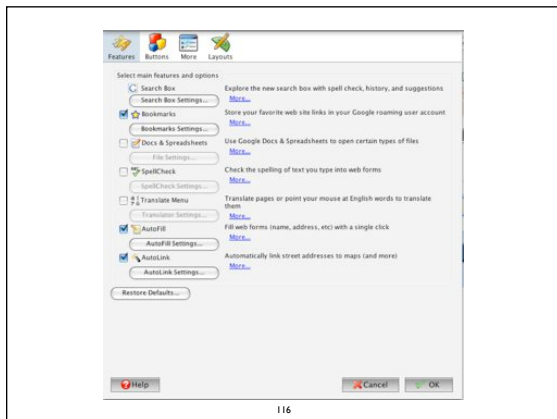 Features Buttons More Layouts
Select main features and options
Search Box Explore the new search box with spell check, history, and suggestions
Search Box Settings... More...
Bookmarks Store your favorite web site links in your Google roaming user account
Bookmarks Settings... More...
Docs & Spreadsheets Use Google Docs & Spreadsheets to open certain types of files
File Settings... More...
SpellCheck Check the spelling of text you type into web forms
SpellCheck Settings... More...
Translate Menu Translate pages or point your mouse at English words to translate
them
Translator Settings... More...
AutoFill Fill web forms (name, address, etc) with a single click
AutoFill Settings... More...
AutoLink Automatically link street addresses to maps (and more)
AutoLink Settings... More...
Restore Defaults...
Help Cancel OK
116